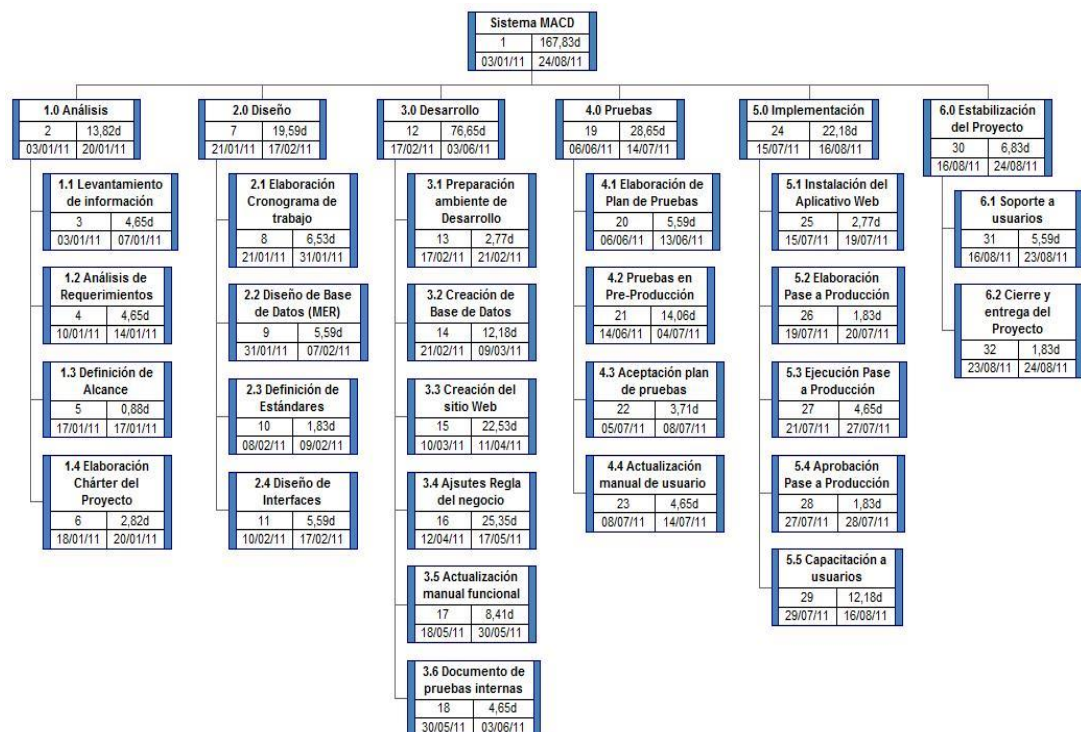 Sistema MACD
1 167,83d
03/01/11 24/08/11
1.0 Análisis
2 13,82d
03/01/11 20/01/11
1.1 Levantamiento
de información
3 4,65d
03/01/11 07/01/11
1.2 Análisis de
Requerimientos
4 4,65d
10/01/11 14/01/11
1.3 Definición de
Alcance
5 0,88d
17/01/11 17/01/11
1.4 Elaboración
Chárter del
Proyecto
6 2,82d
18/01/11 20/01/11
2.0 Diseño
7 19,59d
21/01/11 17/02/11
2.1 Elaboración
Cronograma de
trabajo
8 6,53d
21/01/11 31/01/11
2.2 Diseño de Base
de Datos (MER)
9 5,59d
31/01/11 07/02/11
2.3 Definición de
Estándares
10 1,83d
08/02/11 09/02/11
2.4 Diseño de
Interfaces
11 5,59d
10/02/11 17/02/11
3.0 Desarrollo
12 76,65d
17/02/11 03/06/11
3.1 Preparación
ambiente de
Desarrollo
13 2,77d
17/02/11 21/02/11
3.2 Creación de
Base de Datos
14 12,18d
21/02/11 09/03/11
3.3 Creación del
sitio Web
15 22,53d
10/03/11 11/04/11
3.4 Ajsutes Regla
del negocio
16 25,35d
12/04/11 17/05/11
3.5 Actualización
manual funcional
17 8,41d
18/05/11 30/05/11
3.6 Documento de
pruebas internas
18 4,65d
30/05/11 03/06/11
4.0 Pruebas
19 28,65d
06/06/11 14/07/11
4.1 Elaboración de
Plan de Pruebas
20 5,59d
06/06/11 13/06/11
4.2 Pruebas en
Pre-Producción
21 14,06d
14/06/11 04/07/11
4.3 Aceptación plan
de pruebas
22 3,71d
05/07/11 08/07/11
4.4 Actualización
manual de usuario
23 4,65d
08/07/11 14/07/11
5.0 Implementación
24 22,18d
15/07/11 16/08/11
5.1 Instalación del
Aplicativo Web
25 2,77d
15/07/11 19/07/11
5.2 Elaboración
Pase a Producción
26 1,83d
19/07/11 20/07/11
5.3 Ejecución Pase
a Producción
27 4,65d
21/07/11 27/07/11
5.4 Aprobación
Pase a Producción
28 1,83d
27/07/11 28/07/11
5.5 Capacitación a
usuarios
29 12,18d
29/07/11 16/08/11
6.0 Estabilización
del Proyecto
30 6,83d
16/08/11 24/08/11
6.1 Soporte a
usuarios
31 5,59d
16/08/11 23/08/11
6.2 Cierre y
entrega del
Proyecto
32 1,83d
23/08/11 24/08/11